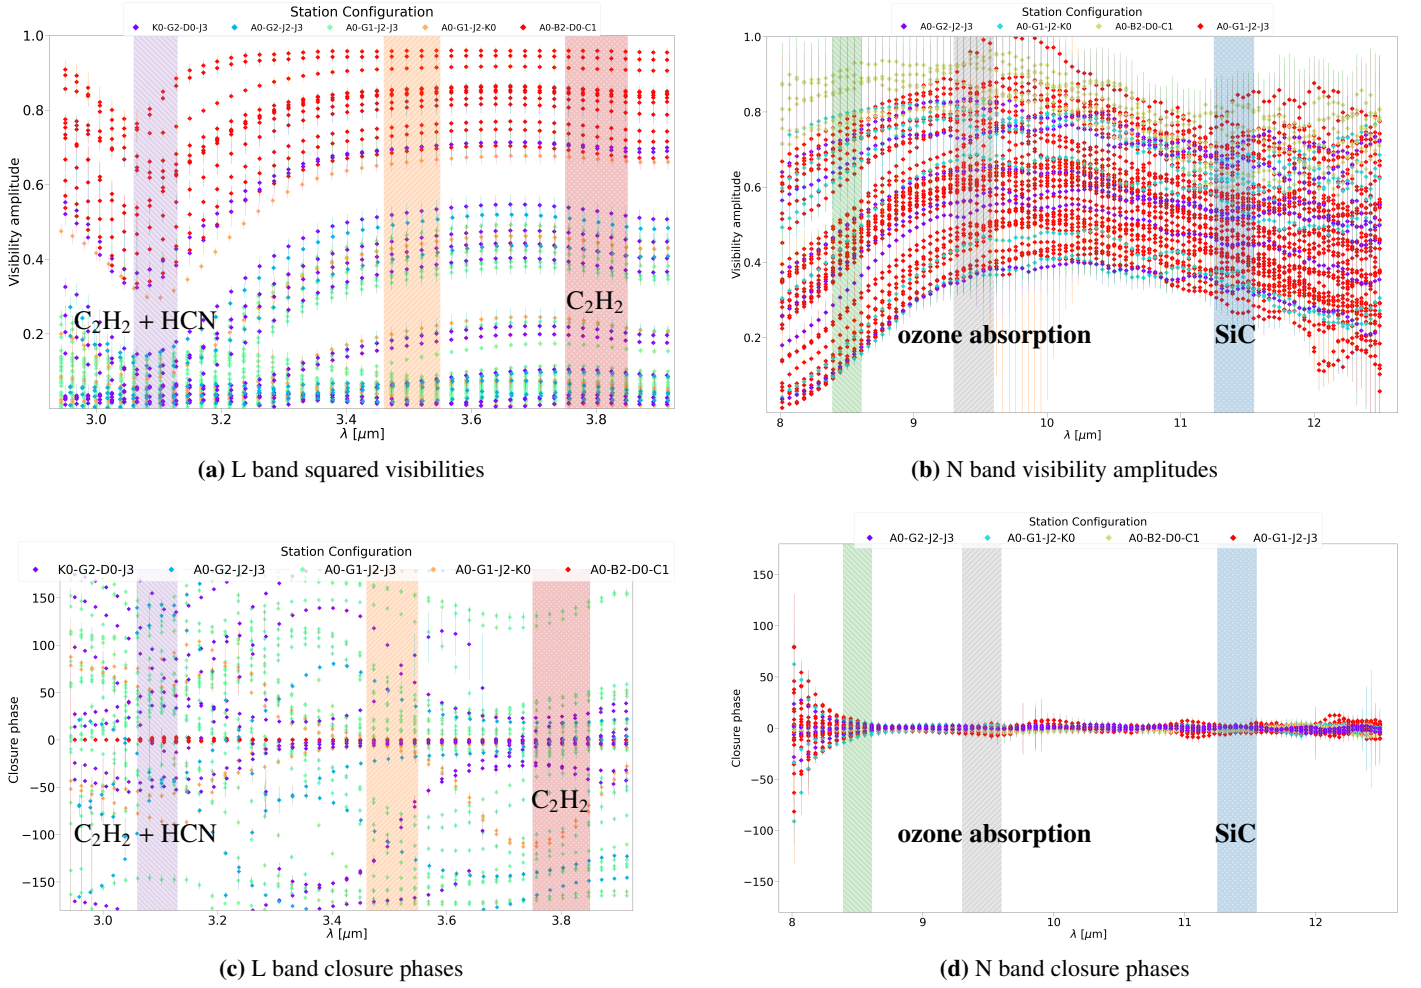 Station Configuration
K0-G2-D0-J3 A0-G2-J2-J3 A0-G1-J2-J3 A0-G1-J2-K0 A0-B2-D0-C1
1.0
0.8
0.6
0.4
0.2
Visibility amplitude
C₂H₂ + HCN
C₂H₂
3.0 3.2 3.4 3.6 3.8
λ [μm]
(a) L band squared visibilities
Station Configuration
A0-G2-J2-J3 A0-G1-J2-K0 A0-B2-D0-C1 A0-G1-J2-J3
1.0
0.8
0.6
0.4
0.2
Visibility amplitude
ozone absorption
SiC
8 9 10 11 12
λ [μm]
(b) N band visibility amplitudes
Station Configuration
K0-G2-D0-J3 A0-G2-J2-J3 A0-G1-J2-J3 A0-G1-J2-K0 A0-B2-D0-C1
150
100
50
0
−50
−100
−150
Closure phase
C₂H₂ + HCN
C₂H₂
3.0 3.2 3.4 3.6 3.8
λ [μm]
(c) L band closure phases
Station Configuration
A0-G2-J2-J3 A0-G1-J2-K0 A0-B2-D0-C1 A0-G1-J2-J3
150
100
50
0
−50
−100
−150
Closure phase
ozone absorption
SiC
8 9 10 11 12
λ [μm]
(d) N band closure phases